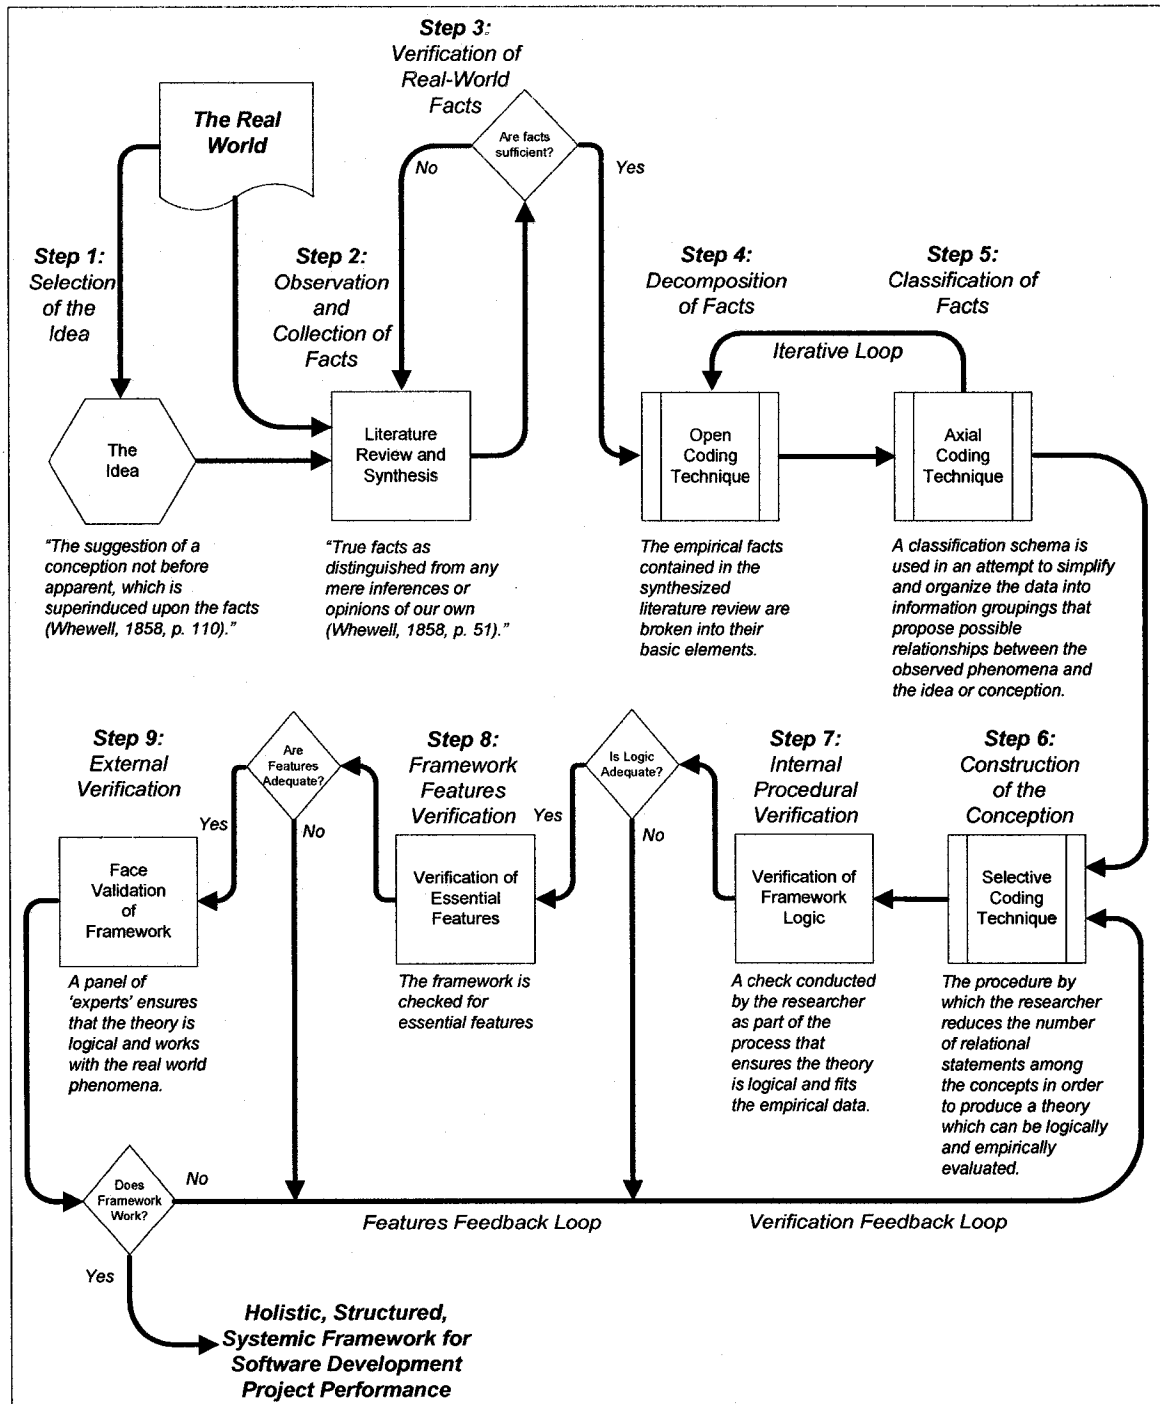 Step 3:
Verification of
Real-World
Facts
The Real
World
Are facts
sufficient?
No
Yes
Step 1:
Selection
of the
Idea
Step 2:
Observation
and
Collection of
Facts
Step 4:
Decomposition
of Facts
Step 5:
Classification of
Facts
Iterative Loop
The
Idea
Literature
Review and
Synthesis
Open
Coding
Technique
Axial
Coding
Technique
"The suggestion of a
conception not before
apparent, which is
superinduced upon the facts
(Whewell, 1858, p. 110)."
"True facts as
distinguished from any
mere inferences or
opinions of our own
(Whewell, 1858, p. 51)."
The empirical facts
contained in the
synthesized
literature review are
broken into their
basic elements.
A classification schema is
used in an attempt to simplify
and organize the data into
information groupings that
propose possible
relationships between the
observed phenomena and
the idea or conception.
Step 9:
External
Verification
Are
Features
Adequate?
Step 8:
Framework
Features
Verification
Is Logic
Adequate?
Step 7:
Internal
Procedural
Verification
Step 6:
Construction
of the
Conception
Yes
No
Yes
No
Face
Validation
of
Framework
Verification of
Essential
Features
Verification of
Framework
Logic
Selective
Coding
Technique
A panel of
'experts' ensures
that the theory is
logical and works
with the real world
phenomena.
The framework is
checked for
essential features
A check conducted
by the researcher
as part of the
process that
ensures the theory
is logical and fits
the empirical data.
The procedure by
which the researcher
reduces the number
of relational
statements among
the concepts in order
to produce a theory
which can be logically
and empirically
evaluated.
Does
Framework
Work?
No
Features Feedback Loop
Verification Feedback Loop
Yes
Holistic, Structured,
Systemic Framework for
Software Development
Project Performance